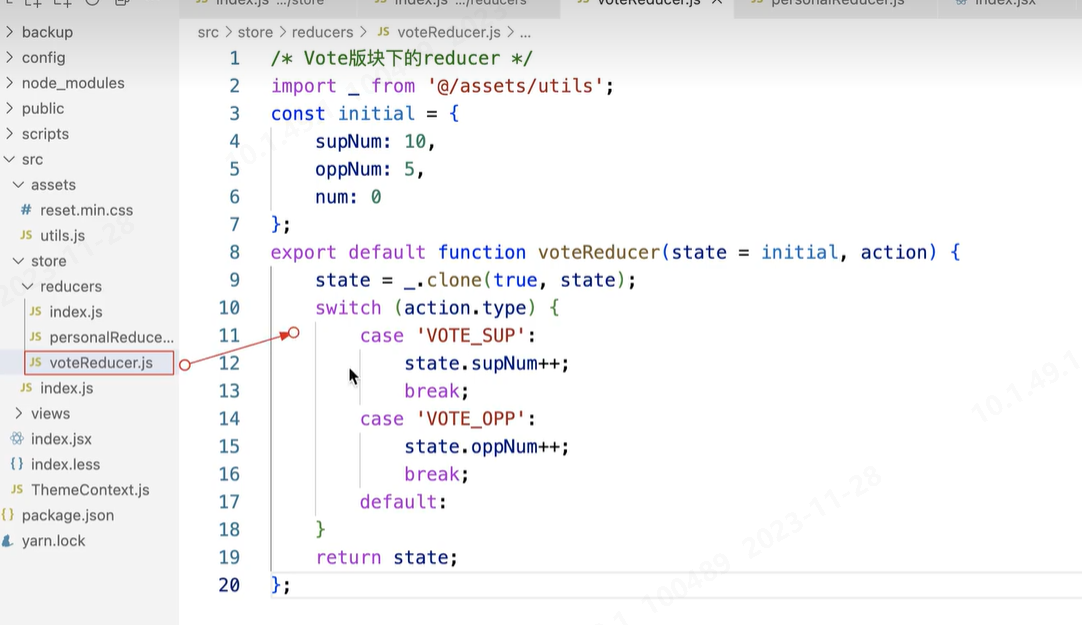 index.js .../store
index.js .../reducers
voteReducer.js
personalReducer.js
index.jsx
backup
config
node_modules
public
scripts
src
assets
reset.min.css
utils.js
store
reducers
index.js
personalReduce...
voteReducer.js
index.js
views
index.jsx
index.less
ThemeContext.js
package.json
yarn.lock
src > store > reducers > JS voteReducer.js > ...
1 /* Vote版块下的reducer */
2 import _ from '@/assets/utils';
3 const initial = {
4 supNum: 10,
5 oppNum: 5,
6 num: 0
7 };
8 export default function voteReducer(state = initial, action) {
9 state = _.clone(true, state);
10 switch (action.type) {
11 case 'VOTE_SUP':
12 state.supNum++;
13 break;
14 case 'VOTE_OPP':
15 state.oppNum++;
16 break;
17 default:
18 }
19 return state;
20 };
10.1.49.1
100489 2023-11-28